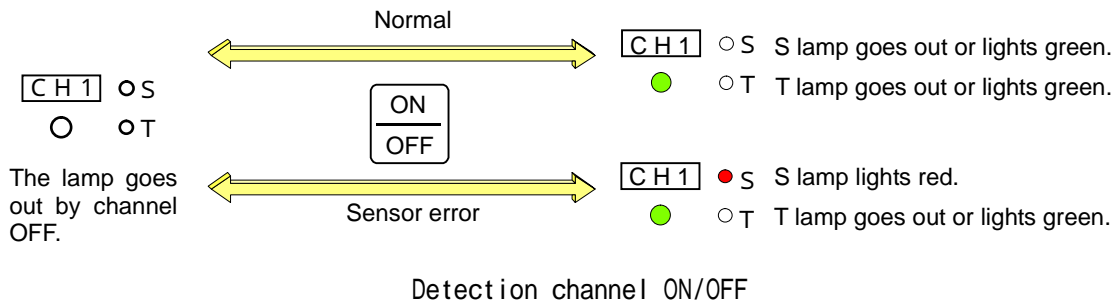 Normal
CH1 S S lamp goes out or lights green.
T T lamp goes out or lights green.
CH1 S
T
ON
OFF
The lamp goes
out by channel
OFF.
CH1 S S lamp lights red.
T T lamp goes out or lights green.
Sensor error
Detection channel ON/OFF